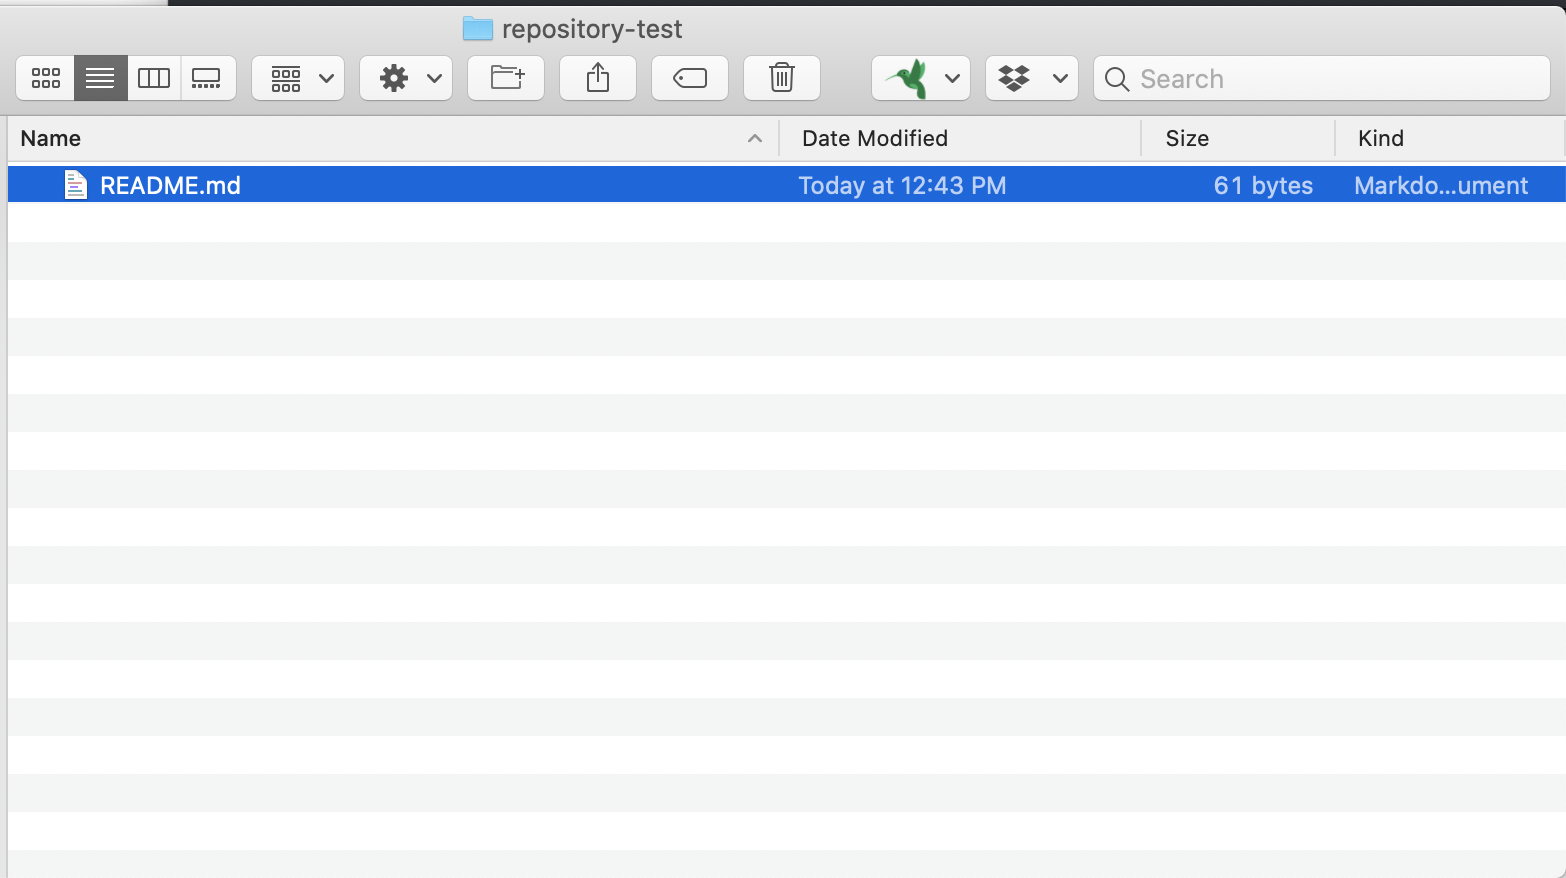 repository-test
Search
Name Date Modified Size Kind
README.md Today at 12:43 PM 61 bytes Markdo...ument